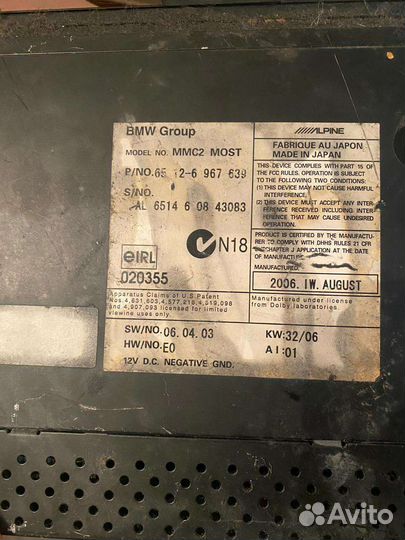 BMW Group
MODEL NO. MMC2 MOST
P/NO. 65 12-6 967 639
S/NO.
AL 6514 6 08 43083
eIRL
020355
N18
Apparatus Claims of U.S.Patent
Nos. 4,631,603, 4,577,216, 4,819,098
and 4,907,093 licensed for limited
viewing uses only.
ALPINE
FABRIQUE AU JAPON
MADE IN JAPAN
THIS DEVICE COMPLIES WITH PART 15 OF
THE FCC RULES. OPERATION IS SUBJECT
TO THE FOLLOWING TWO CONDITIONS:
(1) THIS DEVICE MAY NOT CAUSE HARMFUL
INTERFERENCE.
(2) THIS DEVICE MUST ACCEPT ANY INTER-
FERENCE RECEIVED INCLUDING INTER-
FERENCE THAT MAY CAUSE
UNDESIRED OPERATION.
PRODUCT IS CERTIFIED BY THE MANUFACTU-
RER TO COMPLY WITH DHHS RULES 21 CFR
SUBCHAPTER J APPLICABLE AT THE DATE
OF MANUFACTURE.
MANUFACTURED:
2006. IW. AUGUST
Manufactured under license
from Dolby laboratories.
SW/NO. 06.04.03
KW:32/06
HW/NO. E0
AI:01
12V D.C. NEGATIVE GND.
Avito